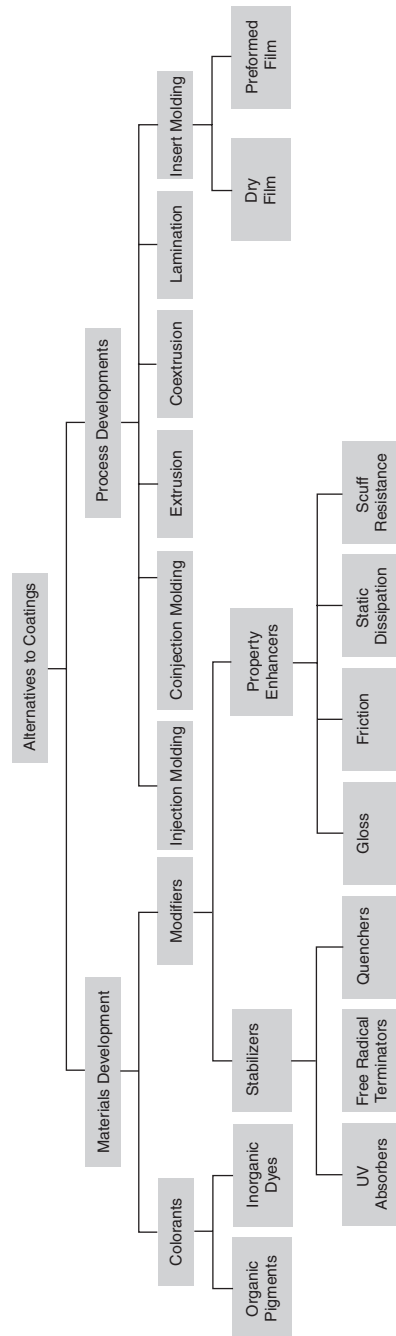 Alternatives to Coatings
Materials Development
Process Developments
Colorants
Modifiers
Injection Molding
Coinjection Molding
Extrusion
Coextrusion
Lamination
Insert Molding
Organic
Pigments
Inorganic
Dyes
Stabilizers
Property
Enhancers
Dry
Film
Preformed
Film
UV
Absorbers
Free Radical
Terminators
Quenchers
Gloss
Friction
Static
Dissipation
Scuff
Resistance